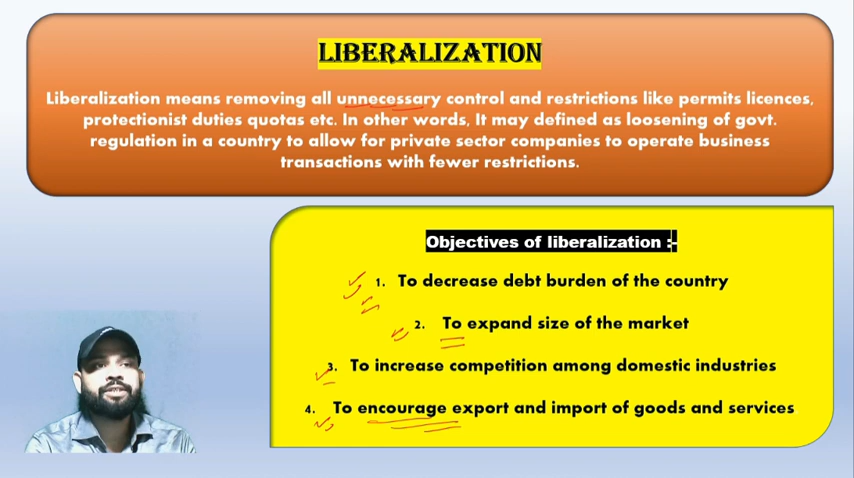 LIBERALIZATION
Liberalization means removing all unnecessary control and restrictions like permits licences,
protectionist duties quotas etc. In other words, It may defined as loosening of govt.
regulation in a country to allow for private sector companies to operate business
transactions with fewer restrictions.
Objectives of liberalization :-
1. To decrease debt burden of the country
2. To expand size of the market
3. To increase competition among domestic industries
4. To encourage export and import of goods and services